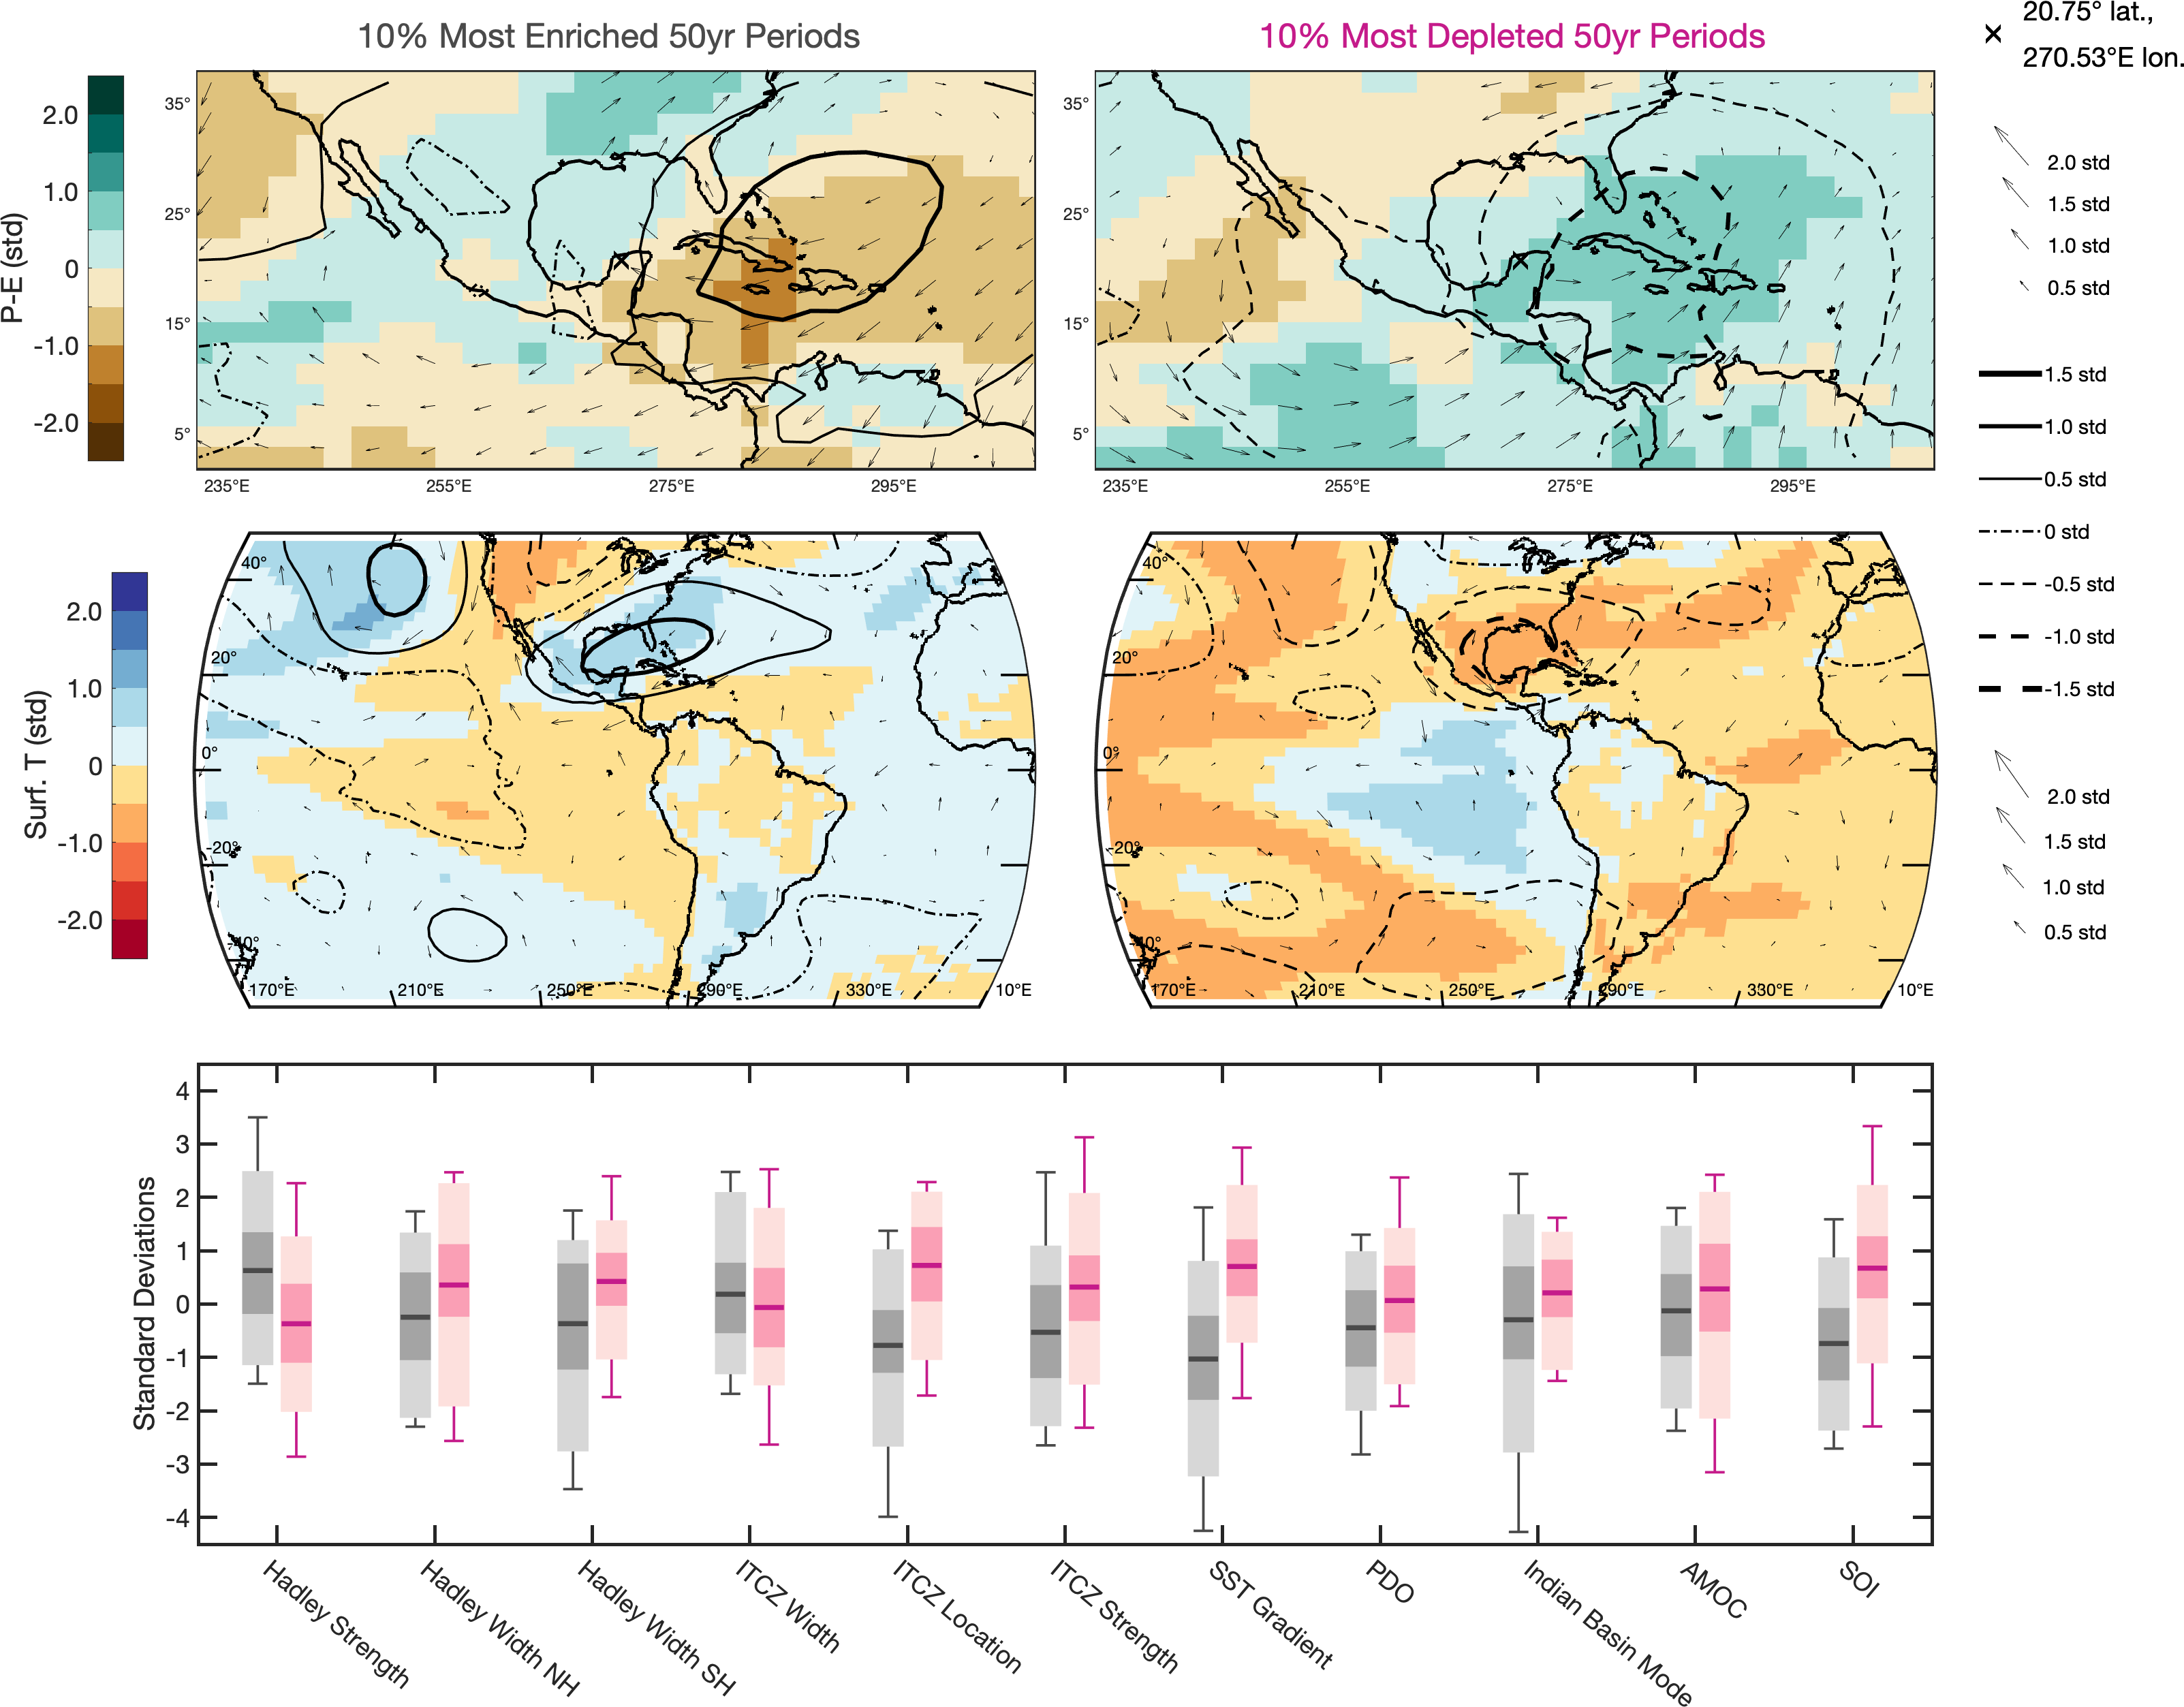 10% Most Enriched 50yr Periods
10% Most Depleted 50yr Periods
20.75° lat.,
270.53°E lon.
P-E (std)
2.0
1.0
0
-1.0
-2.0
35°
25°
15°
5°
235°E 255°E 275°E 295°E
35°
25°
15°
5°
235°E 255°E 275°E 295°E
2.0 std
1.5 std
1.0 std
0.5 std
1.5 std
1.0 std
0.5 std
0 std
-0.5 std
-1.0 std
-1.5 std
Surf. T (std)
2.0
1.0
0
-1.0
-2.0
40°
20°
0°
-20°
-40°
170°E 210°E 250°E 290°E 330°E 10°E
40°
20°
0°
-20°
-40°
170°E 210°E 250°E 290°E 330°E 10°E
2.0 std
1.5 std
1.0 std
0.5 std
Standard Deviations
4
3
2
1
0
-1
-2
-3
-4
Hadley Strength
Hadley Width NH
Hadley Width SH
ITCZ Width
ITCZ Location
ITCZ Strength
SST Gradient
PDO
Indian Basin Mode
AMOC
SOI